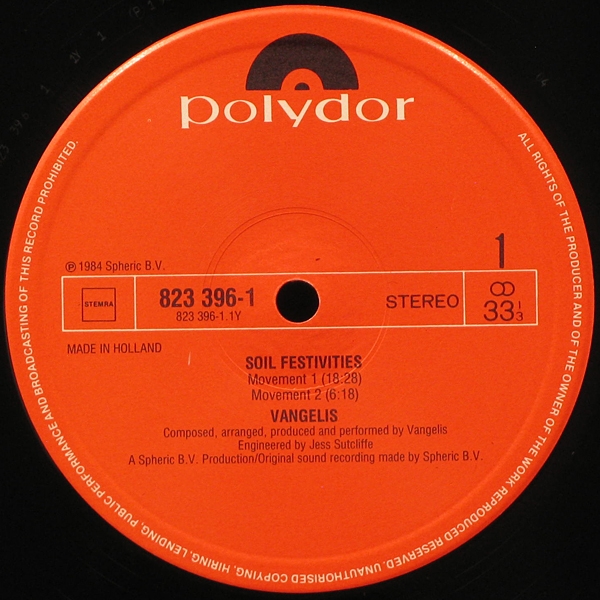 polydor
ALL RIGHTS OF THE PRODUCER AND OF THE OWNER OF THE WORK REPRODUCED RESERVED. UNAUTHORISED COPYING, HIRING, LENDING, PUBLIC PERFORMANCE AND BROADCASTING OF THIS RECORD PROHIBITED.
℗ 1984 Spheric B.V.
1
STEMRA
823 396-1
823 396-1.1Y
STEREO
33 1/3
MADE IN HOLLAND
SOIL FESTIVITIES
Movement 1 (18:28)
Movement 2 (6:18)
VANGELIS
Composed, arranged, produced and performed by Vangelis
Engineered by Jess Sutcliffe
A Spheric B.V. Production/Original sound recording made by Spheric B.V.